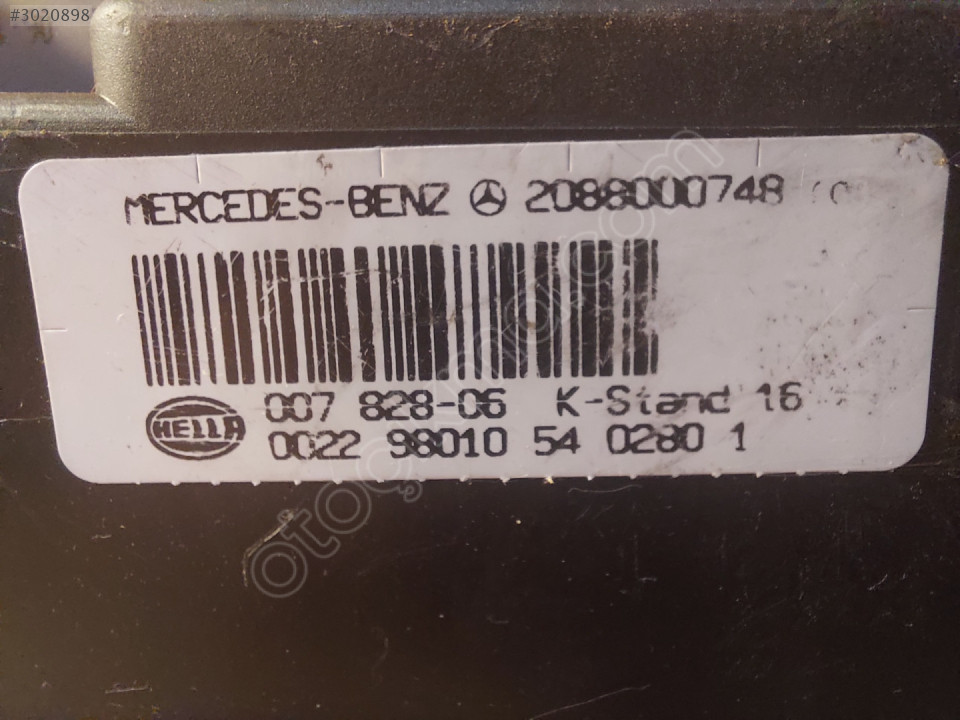 #3020898
MERCEDES-BENZ 2088000748
007 828-06 K-Stand 16
HELLA
0022 98010 54 0280 1